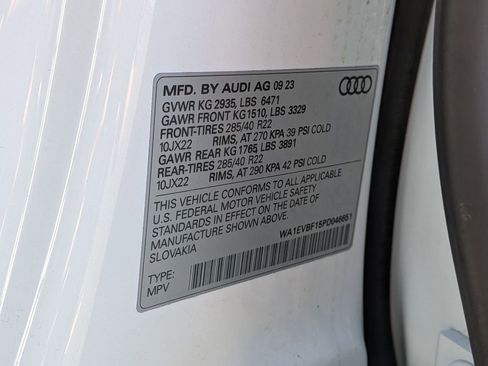 MFD. BY AUDI AG 09 23
GVWR KG 2935, LBS 6471
GAWR FRONT KG 1510, LBS 3329
FRONT-TIRES 285/40 R22
10JX22 RIMS, AT 270 KPA 39 PSI COLD
GAWR REAR KG 1765, LBS 3891
REAR-TIRES 285/40 R22
10JX22 RIMS, AT 290 KPA 42 PSI COLD
THIS VEHICLE CONFORMS TO ALL APPLICABLE
U.S. FEDERAL MOTOR VEHICLE SAFETY
STANDARDS IN EFFECT ON THE DATE OF
MANUFACTURE SHOWN ABOVE.
SLOVAKIA
WA1EVBF15PD046651
TYPE:
MPV